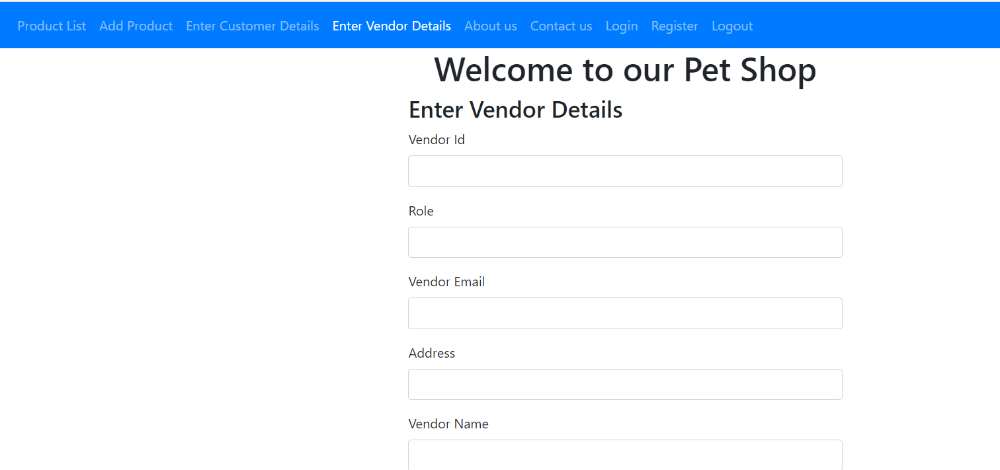 Product List Add Product Enter Customer Details Enter Vendor Details About us Contact us Login Register Logout
Welcome to our Pet Shop
Enter Vendor Details
Vendor Id
Role
Vendor Email
Address
Vendor Name